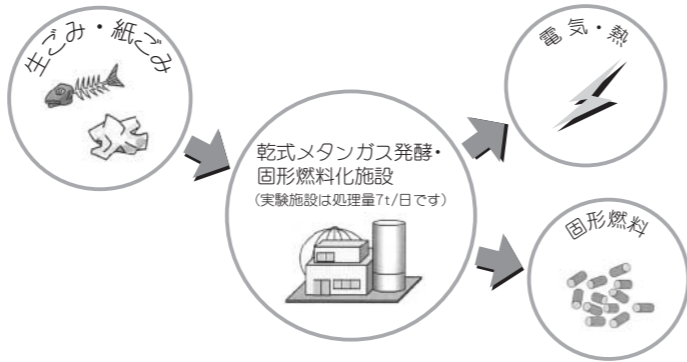 生ごみ・紙ごみ
乾式メタンガス発酵・
固形燃料化施設
(実験施設は処理量7t/日です)
電気・熱
固形燃料